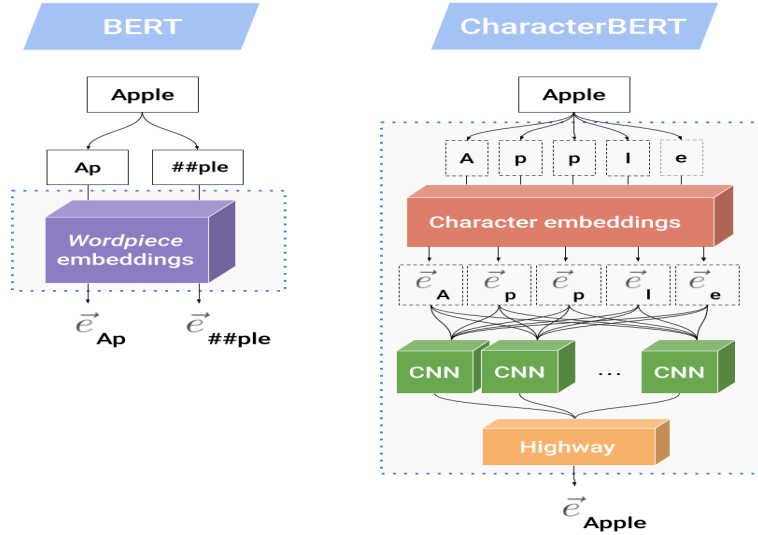 BERT
Apple
Ap ##ple
Wordpiece
embeddings
e⃗ Ap e⃗ ##ple
CharacterBERT
Apple
A p p l e
Character embeddings
e⃗ A e⃗ p e⃗ p e⃗ l e⃗ e
CNN CNN ... CNN
Highway
e⃗ Apple